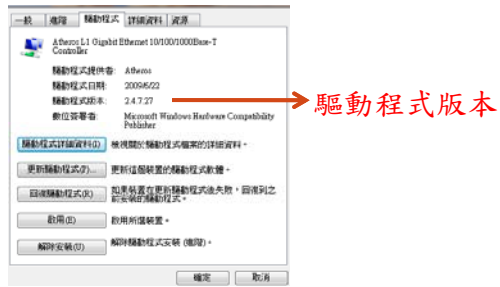 一般 進階 驅動程式 詳細資料 資源
Atheros L1 Gigabit Ethernet 10/100/1000Base-T
Controller
驅動程式提供者: Atheros
驅動程式日期: 2009/6/22
驅動程式版本: 2.4.7.27
數位簽署者: Microsoft Windows Hardware Compatibility
Publisher
驅動程式詳細資料(I) 檢視關於驅動程式檔案的詳細資料。
更新驅動程式(P)... 更新這個裝置的驅動程式軟體。
回復驅動程式(R) 如果裝置在更新驅動程式後失敗,回復到之
前安裝的驅動程式。
啟用(E) 啟用所選裝置。
解除安裝(U) 解除驅動程式安裝 (進階)。
確定 取消
驅動程式版本